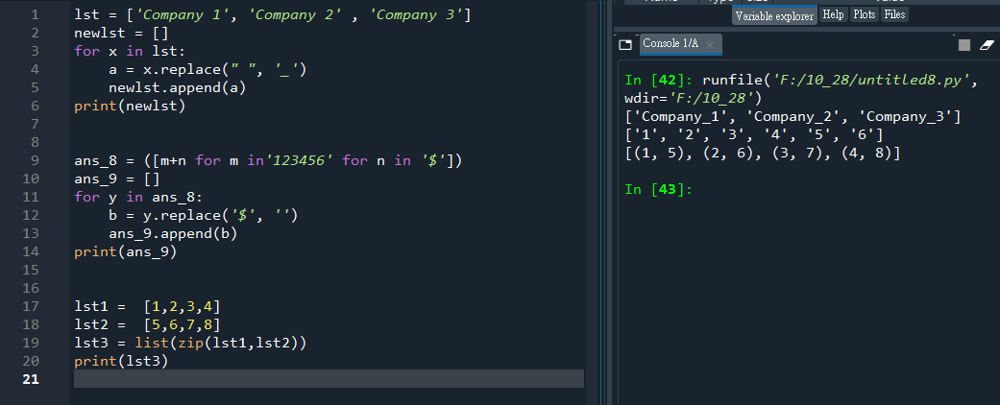 1 lst = ['Company 1', 'Company 2' , 'Company 3']
2 newlst = []
3 for x in lst:
4     a = x.replace(" ", '_')
5     newlst.append(a)
6 print(newlst)
7
8
9 ans_8 = ([m+n for m in'123456' for n in '$'])
10 ans_9 = []
11 for y in ans_8:
12     b = y.replace('$', '')
13     ans_9.append(b)
14 print(ans_9)
15
16
17 lst1 =  [1,2,3,4]
18 lst2 =  [5,6,7,8]
19 lst3 = list(zip(lst1,lst2))
20 print(lst3)
21
Variable explorer Help Plots Files
Console 1/A ×
In [42]: runfile('F:/10_28/untitled8.py',
wdir='F:/10_28')
['Company_1', 'Company_2', 'Company_3']
['1', '2', '3', '4', '5', '6']
[(1, 5), (2, 6), (3, 7), (4, 8)]
In [43]: